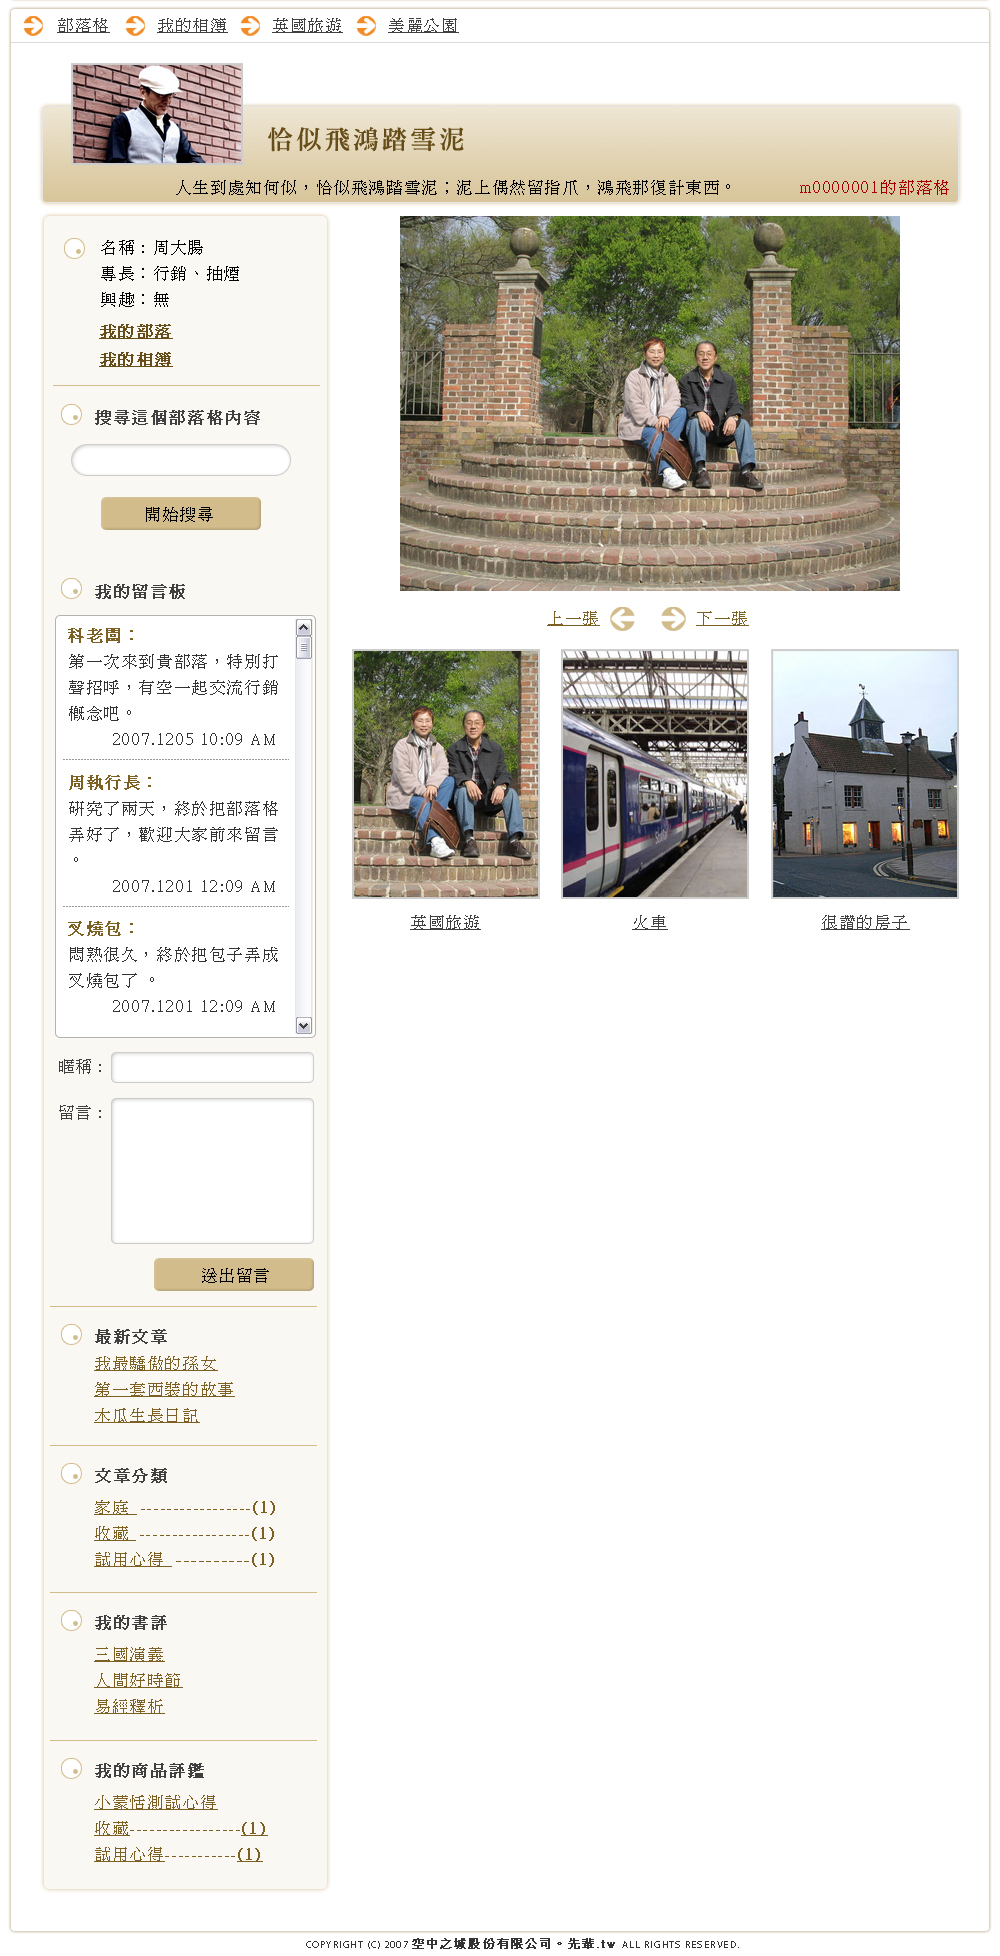 部落格 我的相簿 英國旅遊 美麗公園
恰似飛鴻踏雪泥
人生到處知何似，恰似飛鴻踏雪泥；泥上偶然留指爪，鴻飛那復計東西。 m0000001的部落格
名稱：周大腸
專長：行銷、抽煙
興趣：無
我的部落
我的相簿
搜尋這個部落格內容
開始搜尋
我的留言板
科老闆：
第一次來到貴部落，特別打
聲招呼，有空一起交流行銷
概念吧。
2007.1205 10:09 AM
周執行長：
研究了兩天，終於把部落格
弄好了，歡迎大家前來留言
。
2007.1201 12:09 AM
叉燒包：
悶熟很久，終於把包子弄成
叉燒包了 。
2007.1201 12:09 AM
暱稱：
留言：
送出留言
最新文章
我最驕傲的孫女
第一套西裝的故事
木瓜生長日記
文章分類
家庭 -----------------(1)
收藏 -----------------(1)
試用心得 ----------(1)
我的書評
三國演義
人間好時節
易經釋析
我的商品評鑑
小蒙恬測試心得
收藏-----------------(1)
試用心得-----------(1)
上一張 下一張
英國旅遊 火車 很讚的房子
COPYRIGHT (C) 2007 空中之城股份有限公司。先輩.tw ALL RIGHTS RESERVED.